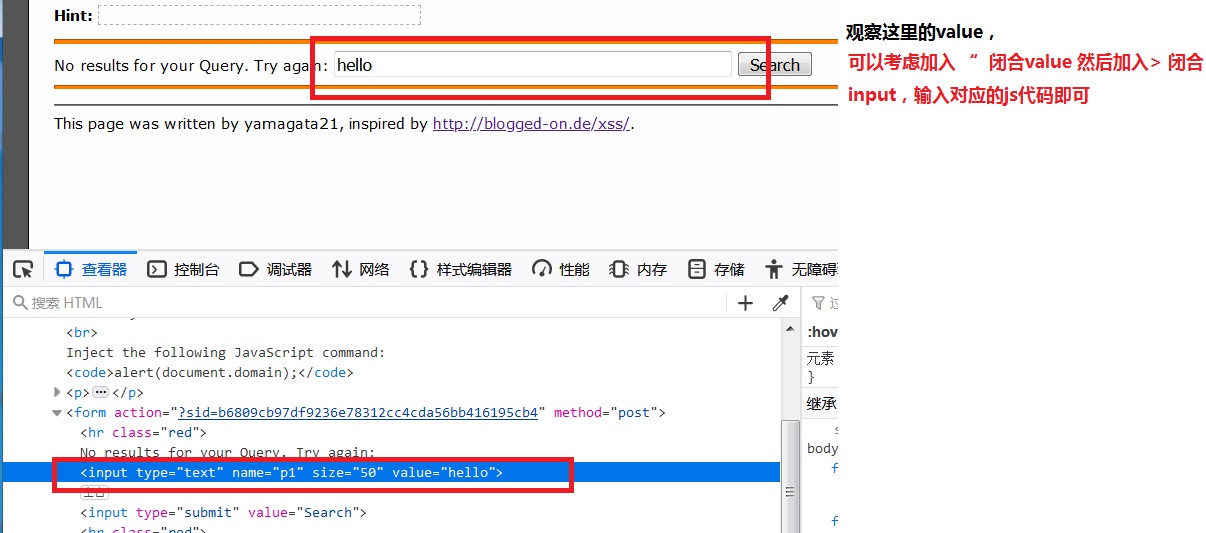 Hint:
No results for your Query. Try again: hello Search
This page was written by yamagata21, inspired by http://blogged-on.de/xss/.
观察这里的value，
可以考虑加入 “ 闭合value 然后加入> 闭合
input，输入对应的js代码即可
查看器 控制台 调试器 网络 {} 样式编辑器 性能 内存 存储 无障碍
搜索 HTML
<br>
:hov
Inject the following JavaScript command:
元素
<code>alert(document.domain);</code>
}
<p>…</p>
继承
<form action="?sid=b6809cb97df9236e78312cc4cda56bb416195cb4" method="post">
<hr class="red">
No results for your Query. Try again:
body
<input type="text" name="p1" size="50" value="hello">
f
<input type="submit" value="Search">
f
<hr class="red">